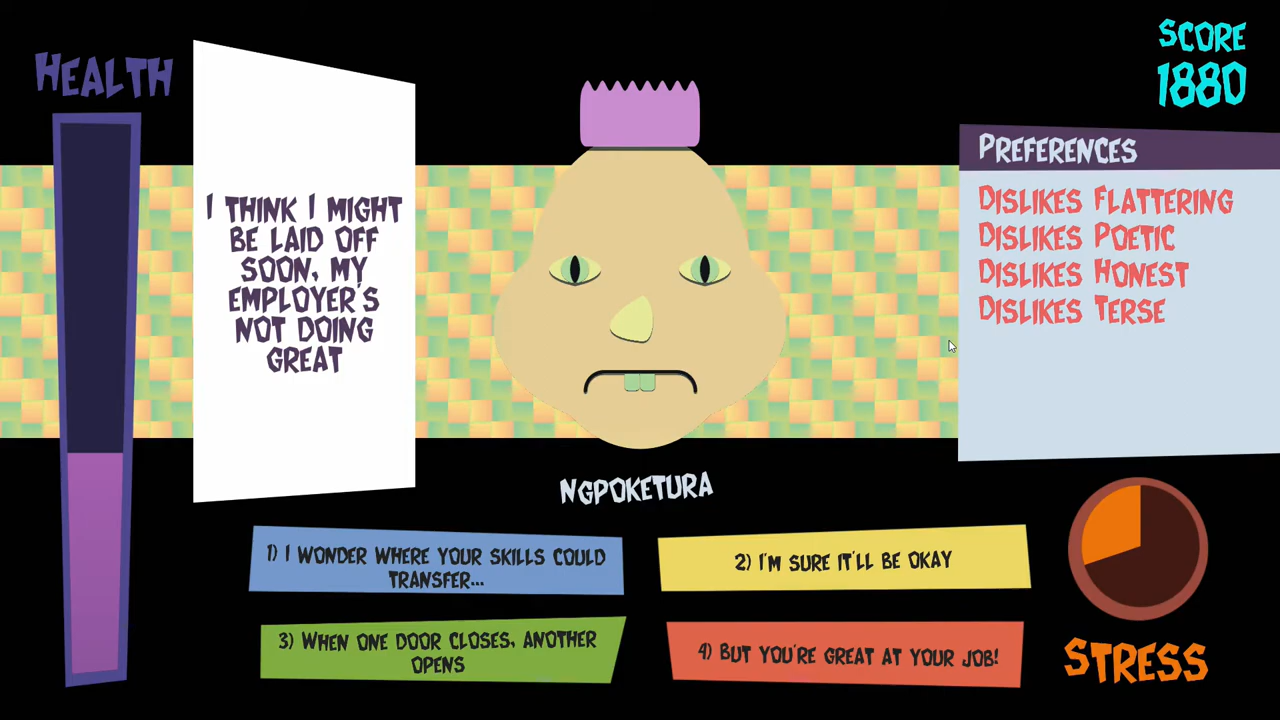 HEALTH
I THINK I MIGHT
BE LAID OFF
SOON, MY
EMPLOYER'S
NOT DOING
GREAT
SCORE
1880
PREFERENCES
DISLIKES FLATTERING
DISLIKES POETIC
DISLIKES HONEST
DISLIKES TERSE
NGPOKETURA
1) I WONDER WHERE YOUR SKILLS COULD
TRANSFER...
2) I'M SURE IT'LL BE OKAY
3) WHEN ONE DOOR CLOSES, ANOTHER
OPENS
4) BUT YOU'RE GREAT AT YOUR JOB!
STRESS